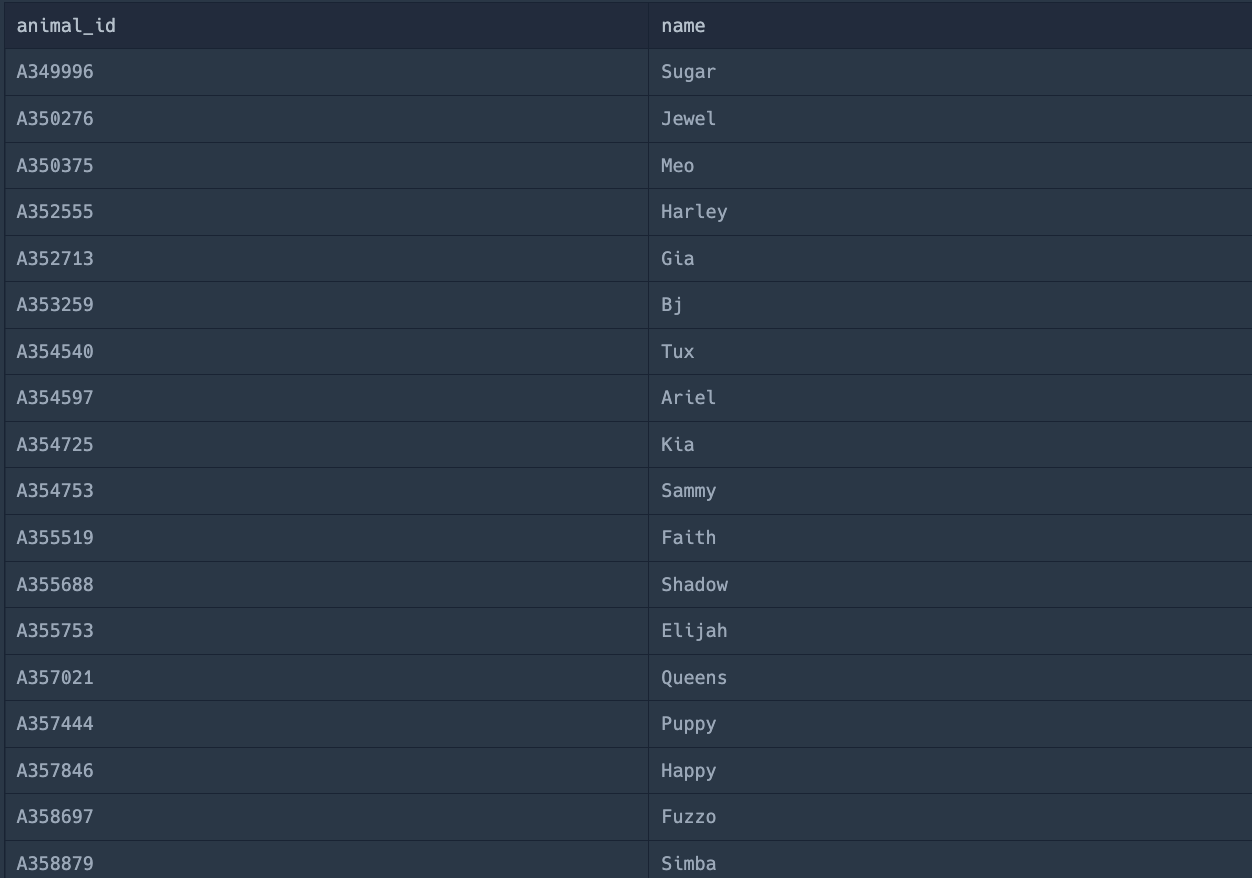 animal_id name
A349996 Sugar
A350276 Jewel
A350375 Meo
A352555 Harley
A352713 Gia
A353259 Bj
A354540 Tux
A354597 Ariel
A354725 Kia
A354753 Sammy
A355519 Faith
A355688 Shadow
A355753 Elijah
A357021 Queens
A357444 Puppy
A357846 Happy
A358697 Fuzzo
A358879 Simba